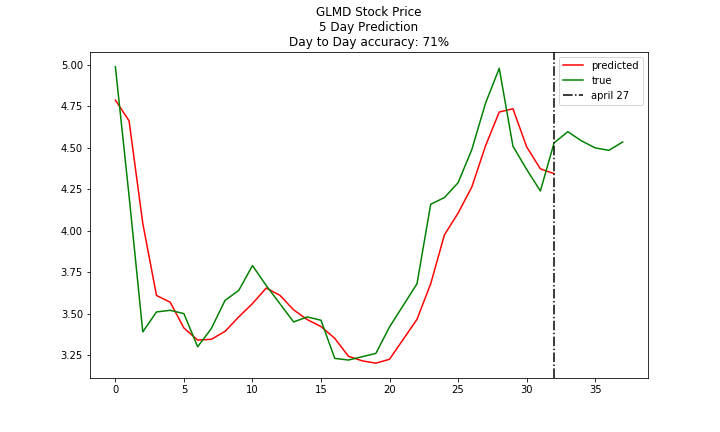 GLMD Stock Price
5 Day Prediction
Day to Day accuracy: 71%
predicted
true
april 27
5.00
4.75
4.50
4.25
4.00
3.75
3.50
3.25
0 5 10 15 20 25 30 35